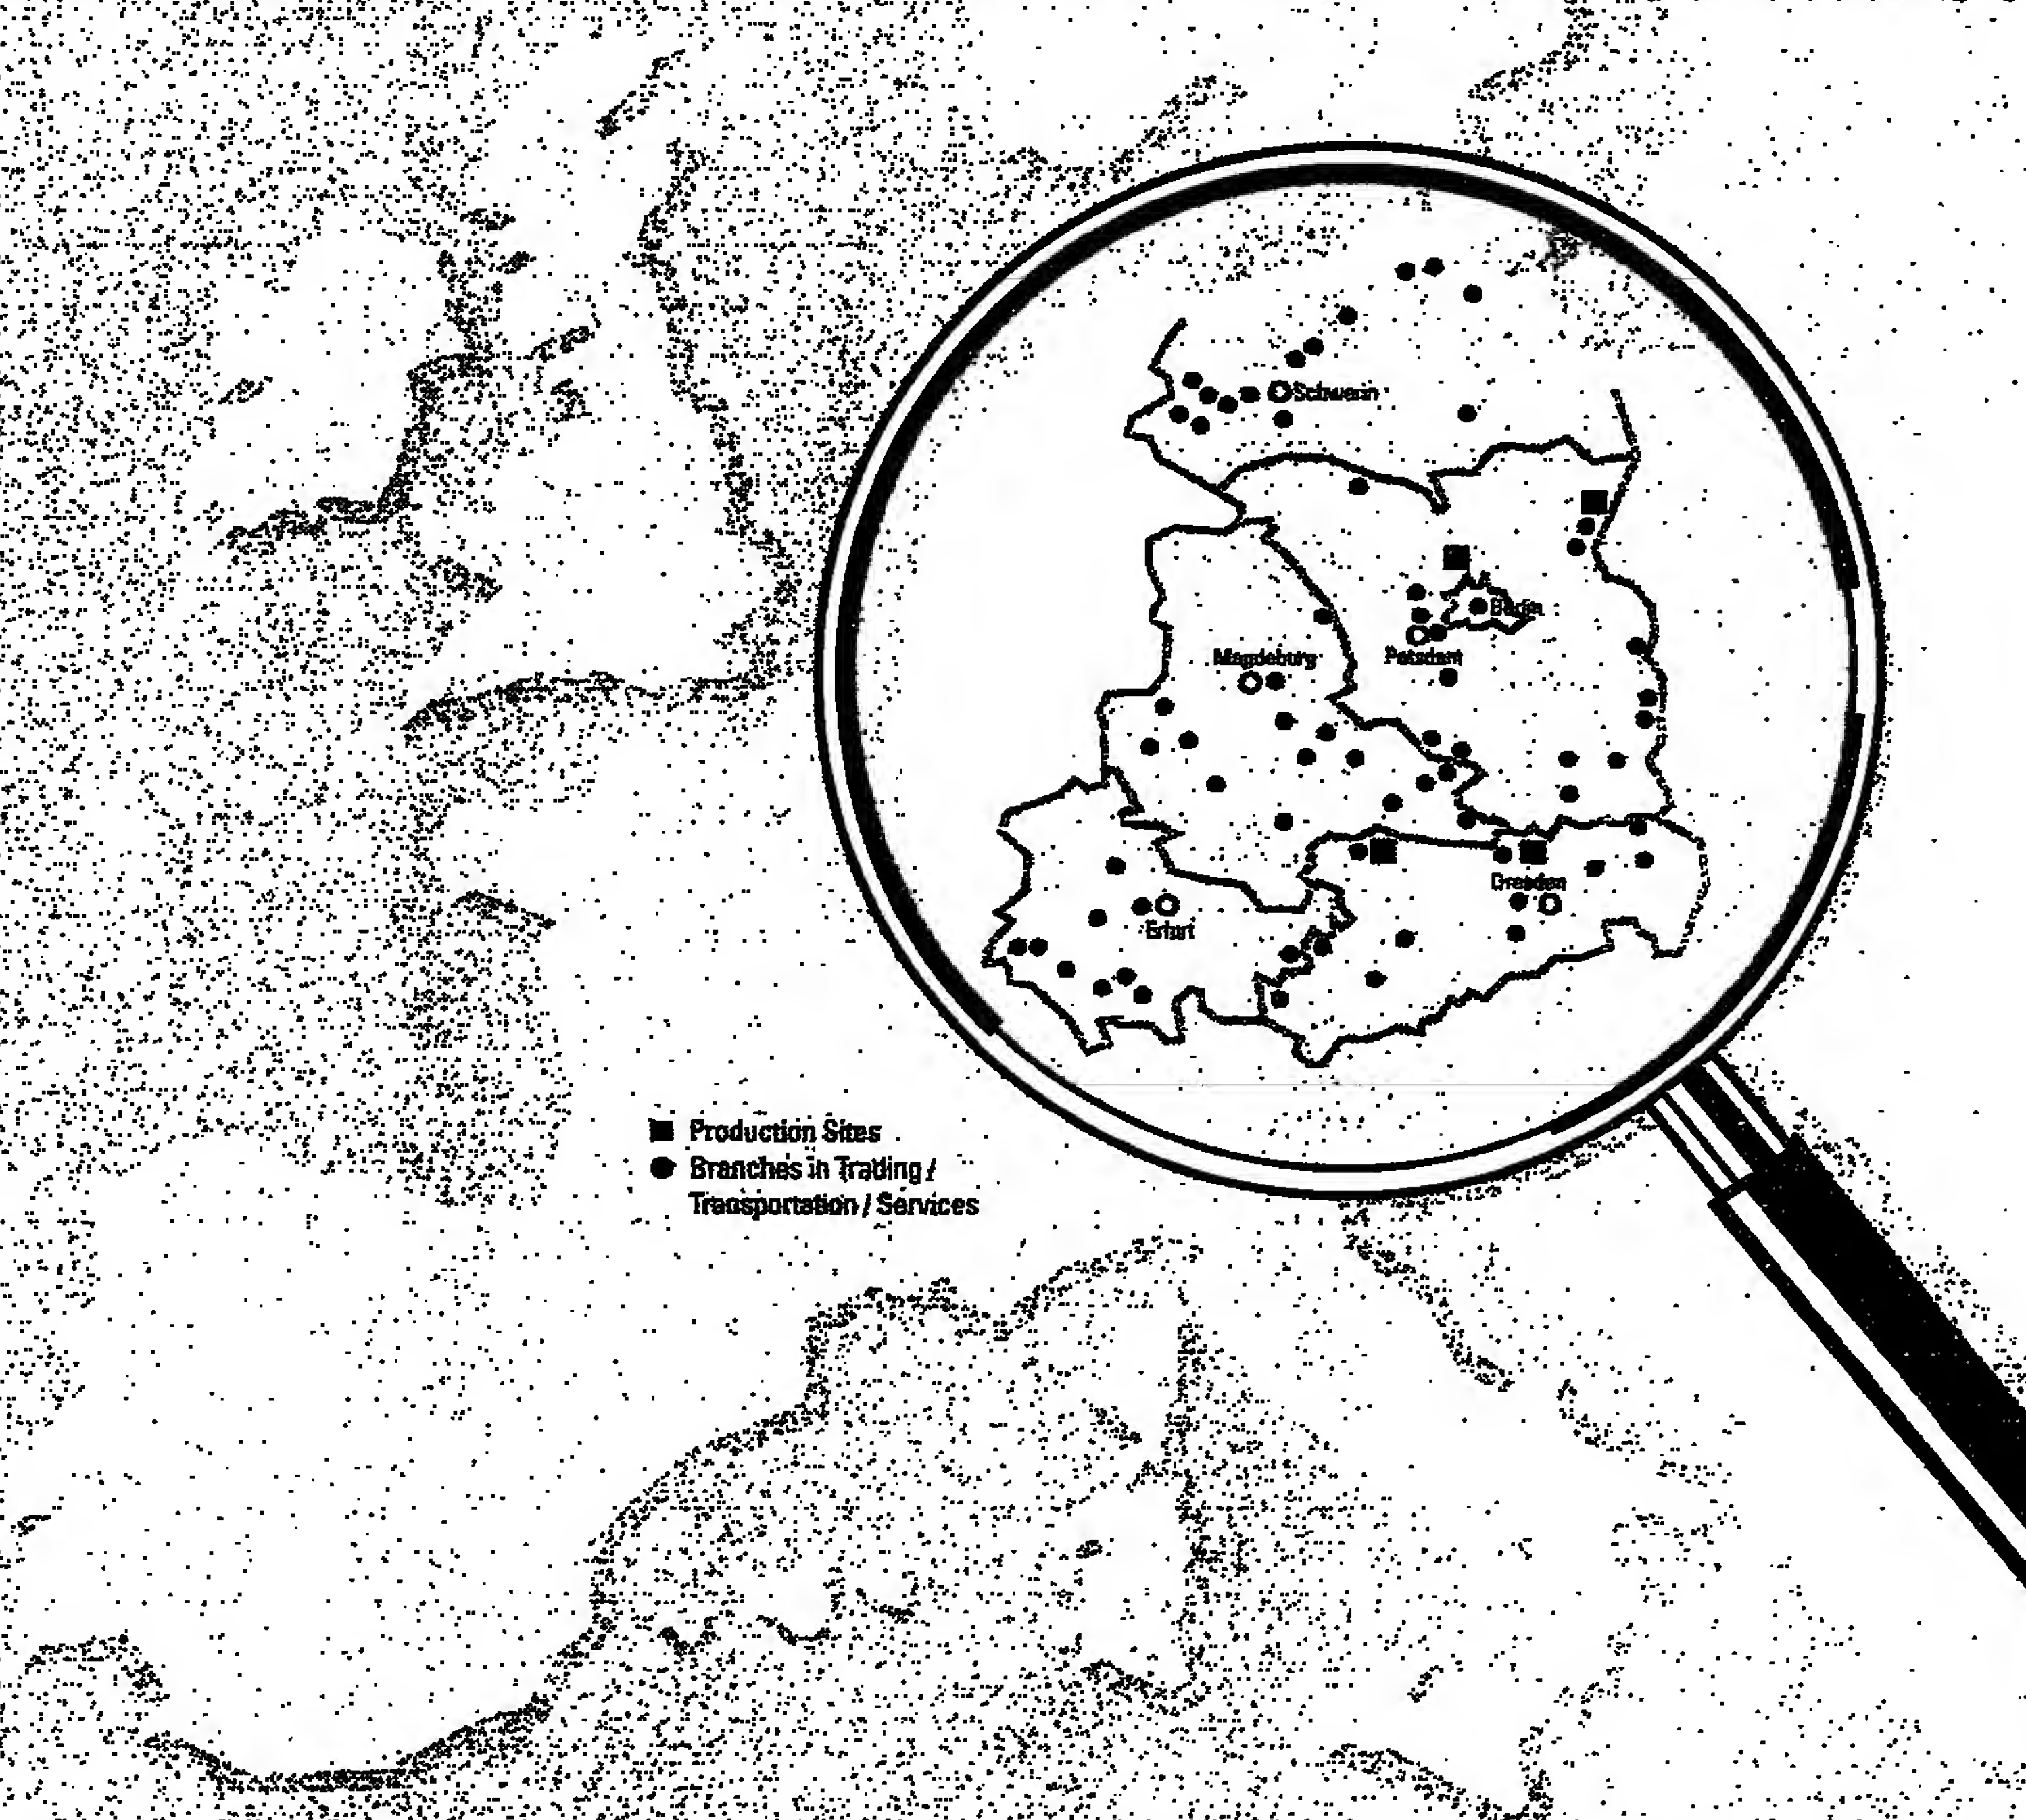 Schwerin
Berlin
Magdeburg
Potsdam
Dresden
Erfurt
Production Sites
Branches in Trading /
Transportation / Services